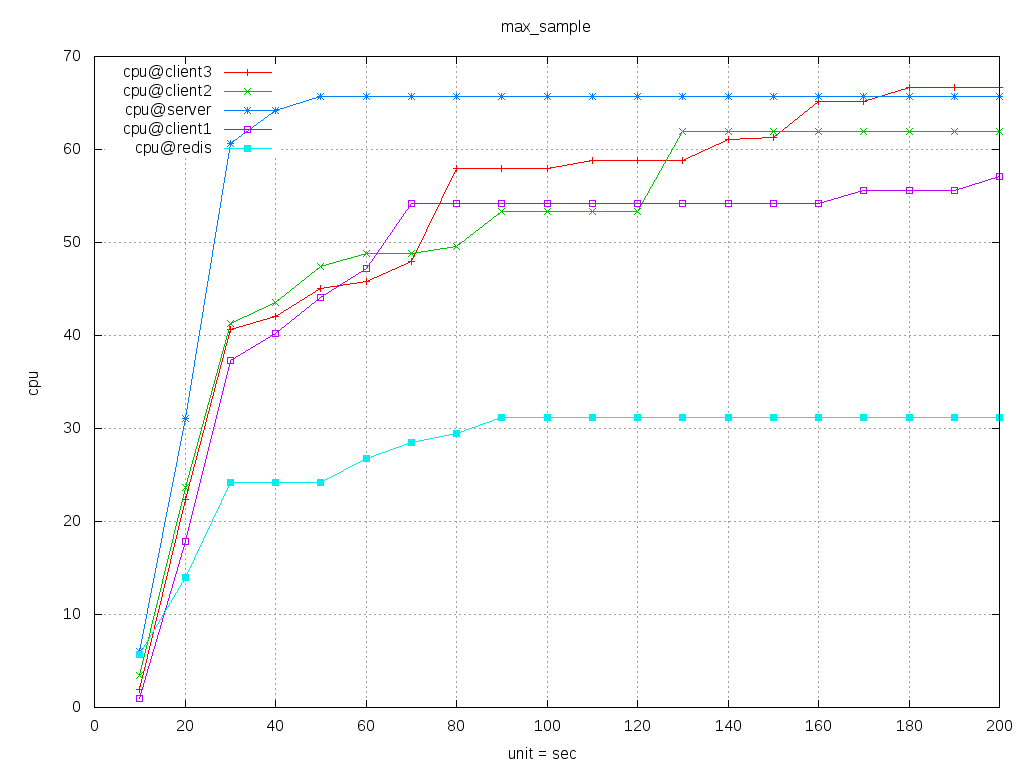 max_sample
cpu@client3
cpu@client2
cpu@server
cpu@client1
cpu@redis
70
60
50
40
30
20
10
0
cpu
0 20 40 60 80 100 120 140 160 180 200
unit = sec